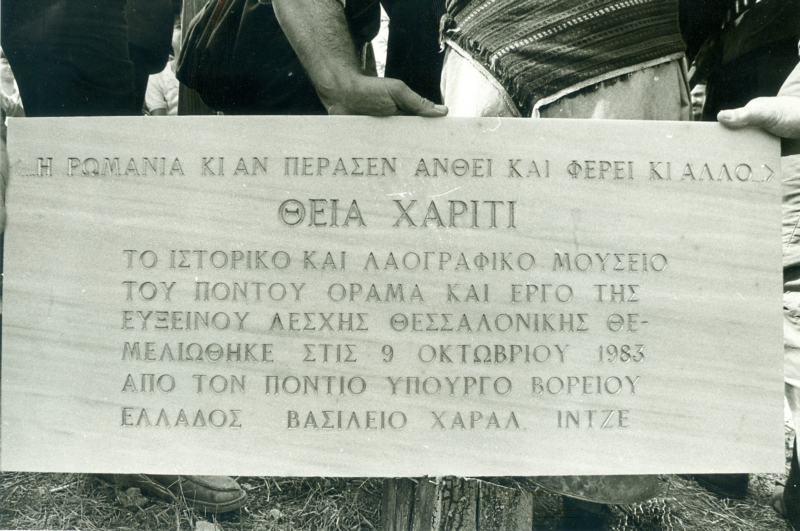 «...Η ΡΩΜΑΝΙΑ ΚΙ ΑΝ ΠΕΡΑΣΕΝ ΑΝΘΕΙ ΚΑΙ ΦΕΡΕΙ ΚΙ ΑΛΛΟ...»
ΘΕΙΑ ΧΑΡΙΤΙ
ΤΟ ΙΣΤΟΡΙΚΟ ΚΑΙ ΛΑΟΓΡΑΦΙΚΟ ΜΟΥΣΕΙΟ
ΤΟΥ ΠΟΝΤΟΥ ΟΡΑΜΑ ΚΑΙ ΕΡΓΟ ΤΗΣ
ΕΥΞΕΙΝΟΥ ΛΕΣΧΗΣ ΘΕΣΣΑΛΟΝΙΚΗΣ ΘΕ-
ΜΕΛΙΩΘΗΚΕ ΣΤΙΣ 9 ΟΚΤΩΒΡΙΟΥ 1983
ΑΠΟ ΤΟΝ ΠΟΝΤΙΟ ΥΠΟΥΡΓΟ ΒΟΡΕΙΟΥ
ΕΛΛΑΔΟΣ ΒΑΣΙΛΕΙΟ ΧΑΡΑΛ. ΙΝΤΖΕ